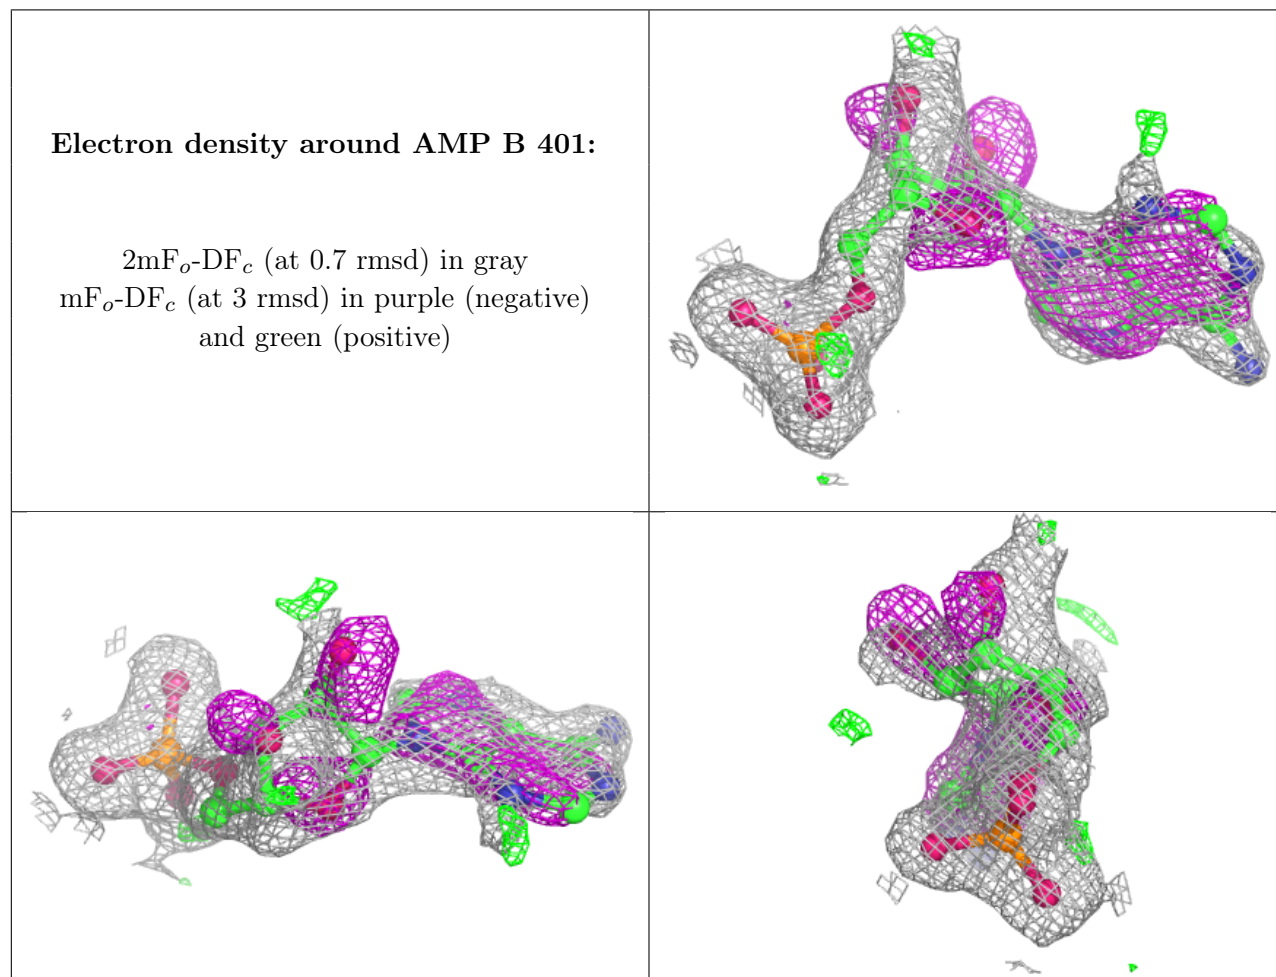 Electron density around AMP B 401:
2mFo-DFc (at 0.7 rmsd) in gray
mFo-DFc (at 3 rmsd) in purple (negative)
and green (positive)